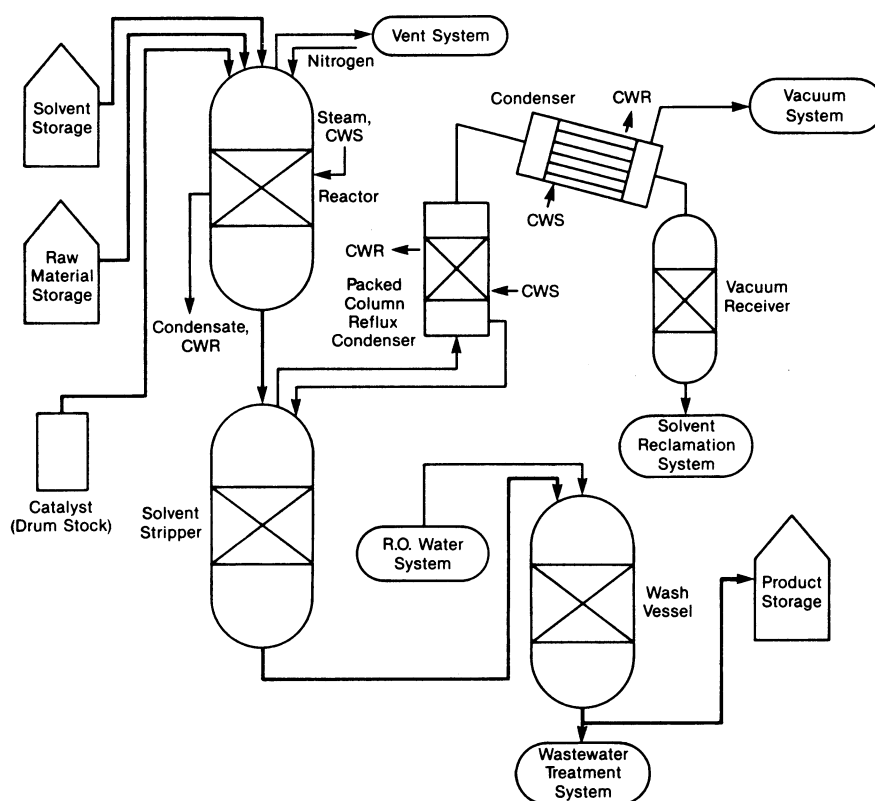 Vent System
Nitrogen
Solvent
Storage
Steam,
CWS
Reactor
Condenser
CWR
Vacuum
System
CWS
Raw
Material
Storage
CWR
CWS
Packed
Column
Reflux
Condenser
Vacuum
Receiver
Condensate,
CWR
Solvent
Reclamation
System
Catalyst
(Drum Stock)
Solvent
Stripper
R.O. Water
System
Wash
Vessel
Product
Storage
Wastewater
Treatment
System